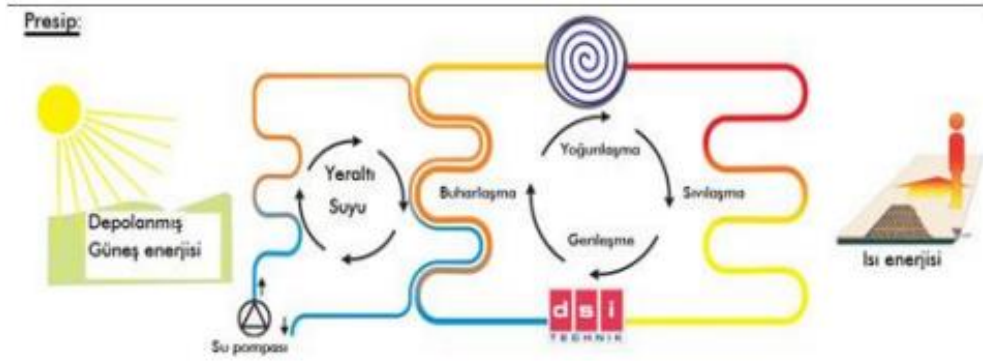 Presip:
Depolanmış
Güneş enerjisi
Su pompası
Yeraltı
Suyu
Buharlaşma
Yoğunlaşma
Sıvılaşma
Genleşme
dsi
TECHNIK
Isı enerjisi